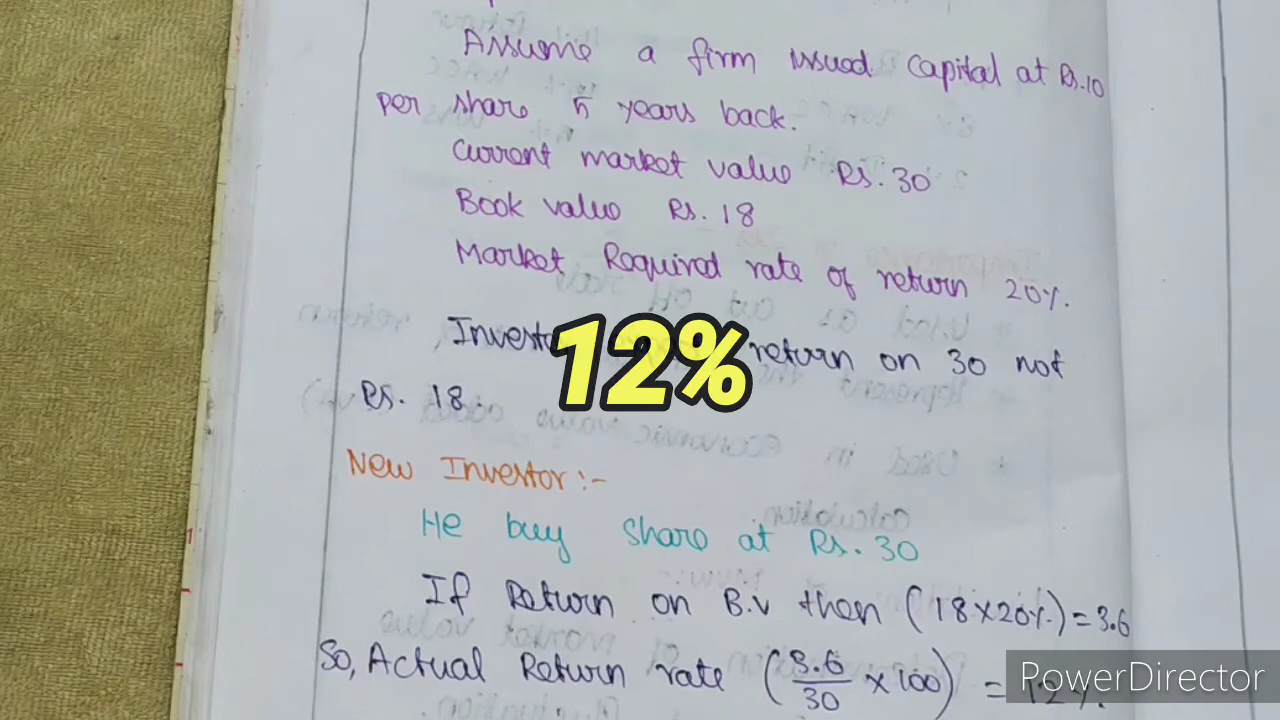 Assume a firm issued capital at Rs.10
per share 5 years back.
Current market value Rs. 30
Book value Rs. 18
Market Required rate of return 20%.
12%
return on 30 not
Rs. 18.
New Investor:-
He buy share at Rs. 30
If Return on B.V then (18×20%)=3.6
So, Actual Return rate (3.6/30 × 100) = 12%.
PowerDirector